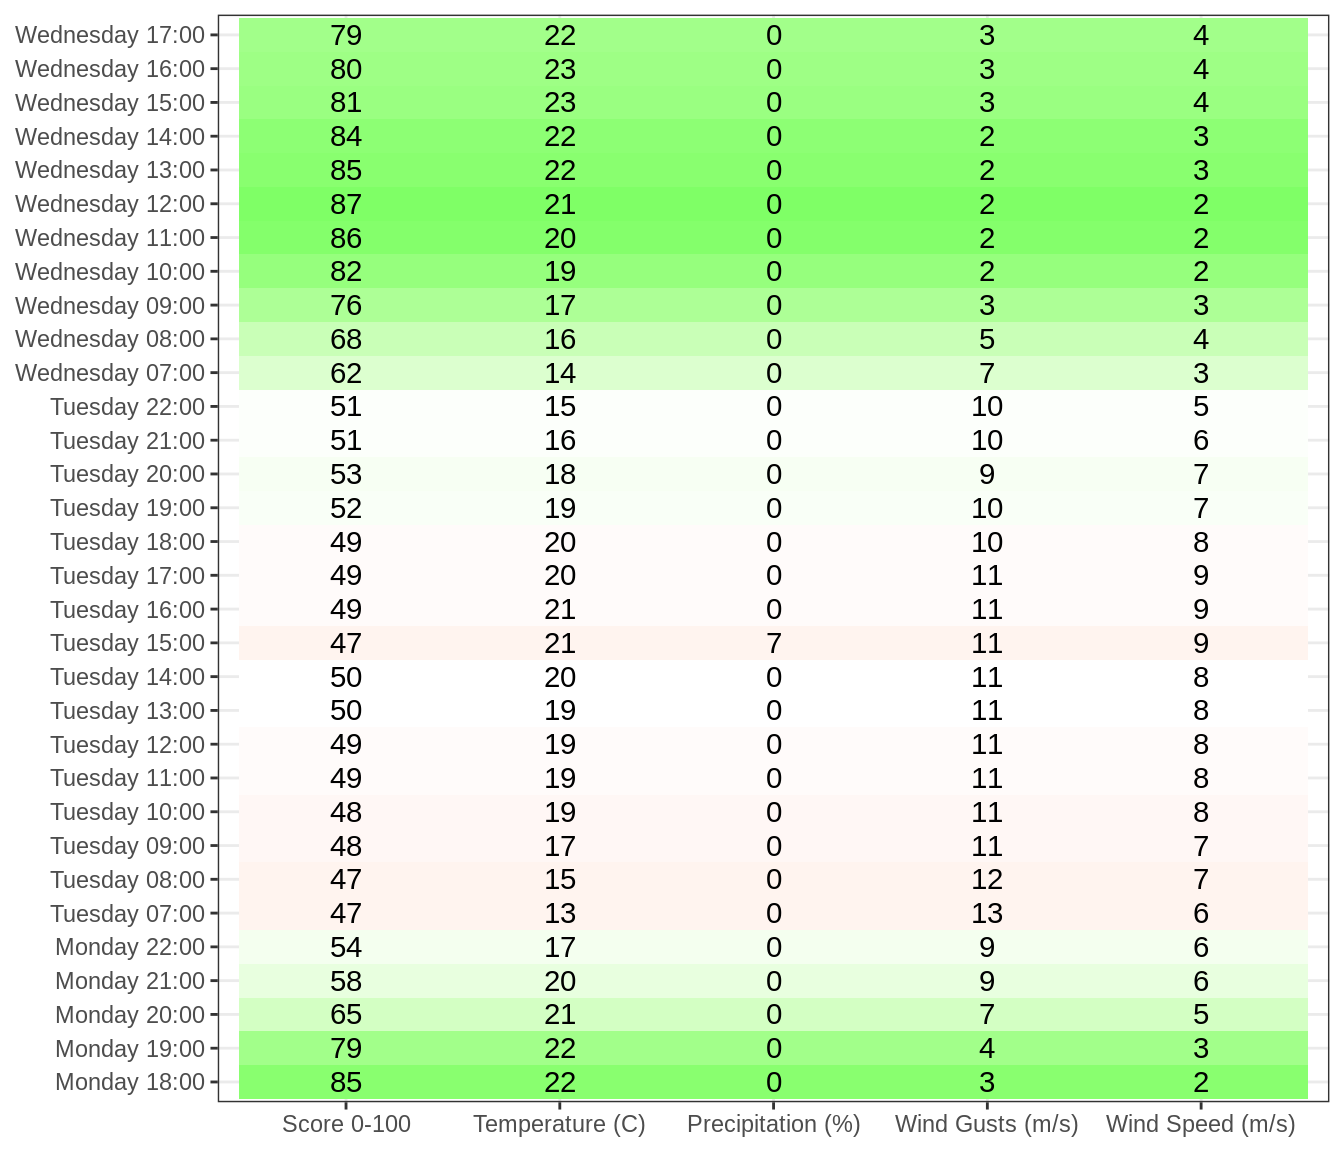 Wednesday 17:00 79 22 0 3 4
Wednesday 16:00 80 23 0 3 4
Wednesday 15:00 81 23 0 3 4
Wednesday 14:00 84 22 0 2 3
Wednesday 13:00 85 22 0 2 3
Wednesday 12:00 87 21 0 2 2
Wednesday 11:00 86 20 0 2 2
Wednesday 10:00 82 19 0 2 2
Wednesday 09:00 76 17 0 3 3
Wednesday 08:00 68 16 0 5 4
Wednesday 07:00 62 14 0 7 3
Tuesday 22:00 51 15 0 10 5
Tuesday 21:00 51 16 0 10 6
Tuesday 20:00 53 18 0 9 7
Tuesday 19:00 52 19 0 10 7
Tuesday 18:00 49 20 0 10 8
Tuesday 17:00 49 20 0 11 9
Tuesday 16:00 49 21 0 11 9
Tuesday 15:00 47 21 7 11 9
Tuesday 14:00 50 20 0 11 8
Tuesday 13:00 50 19 0 11 8
Tuesday 12:00 49 19 0 11 8
Tuesday 11:00 49 19 0 11 8
Tuesday 10:00 48 19 0 11 8
Tuesday 09:00 48 17 0 11 7
Tuesday 08:00 47 15 0 12 7
Tuesday 07:00 47 13 0 13 6
Monday 22:00 54 17 0 9 6
Monday 21:00 58 20 0 9 6
Monday 20:00 65 21 0 7 5
Monday 19:00 79 22 0 4 3
Monday 18:00 85 22 0 3 2
Score 0-100 Temperature (C) Precipitation (%) Wind Gusts (m/s) Wind Speed (m/s)